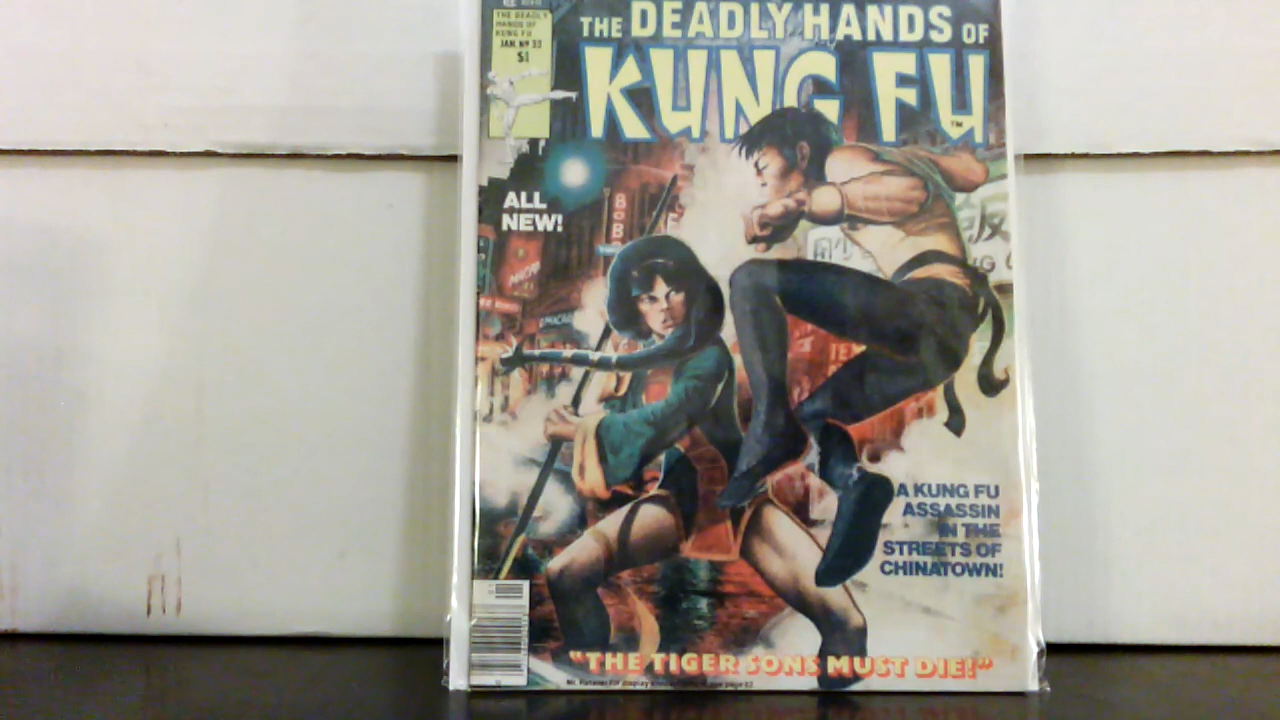 THE DEADLY
HANDS OF
KUNG FU
JAN. Nº 32
$1
THE DEADLY HANDS OF
KUNG FU
TM
ALL
NEW!
BOB
A KUNG FU
ASSASSIN
IN THE
STREETS OF
CHINATOWN!
"THE TIGER SONS MUST DIE!"